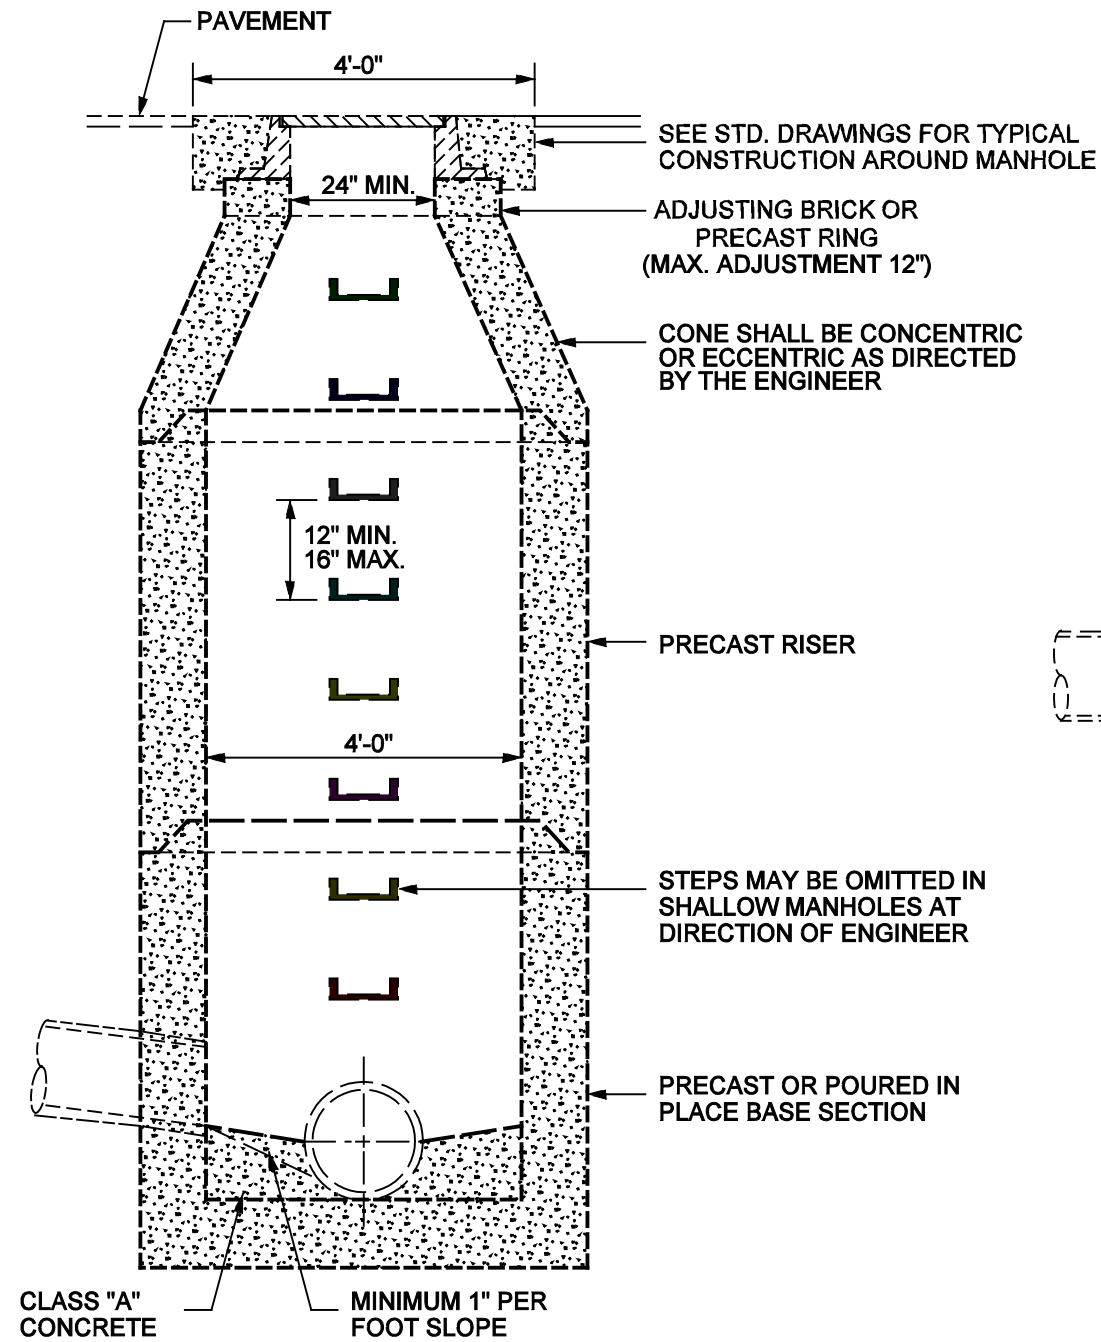 PAVEMENT
4'-0"
SEE STD. DRAWINGS FOR TYPICAL
CONSTRUCTION AROUND MANHOLE
24" MIN.
ADJUSTING BRICK OR
PRECAST RING
(MAX. ADJUSTMENT 12")
CONE SHALL BE CONCENTRIC
OR ECCENTRIC AS DIRECTED
BY THE ENGINEER
12" MIN.
16" MAX.
PRECAST RISER
4'-0"
STEPS MAY BE OMITTED IN
SHALLOW MANHOLES AT
DIRECTION OF ENGINEER
PRECAST OR POURED IN
PLACE BASE SECTION
CLASS "A"
CONCRETE
MINIMUM 1" PER
FOOT SLOPE